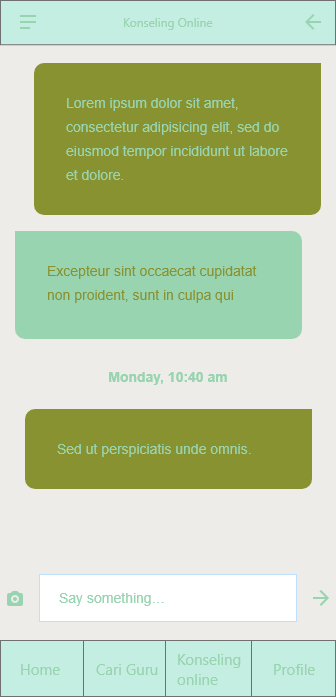 Konseling Online
Lorem ipsum dolor sit amet,
consectetur adipisicing elit, sed do
eiusmod tempor incididunt ut labore
et dolore.
Excepteur sint occaecat cupidatat
non proident, sunt in culpa qui
Monday, 10:40 am
Sed ut perspiciatis unde omnis.
Say something...
Home
Cari Guru
Konseling
online
Profile